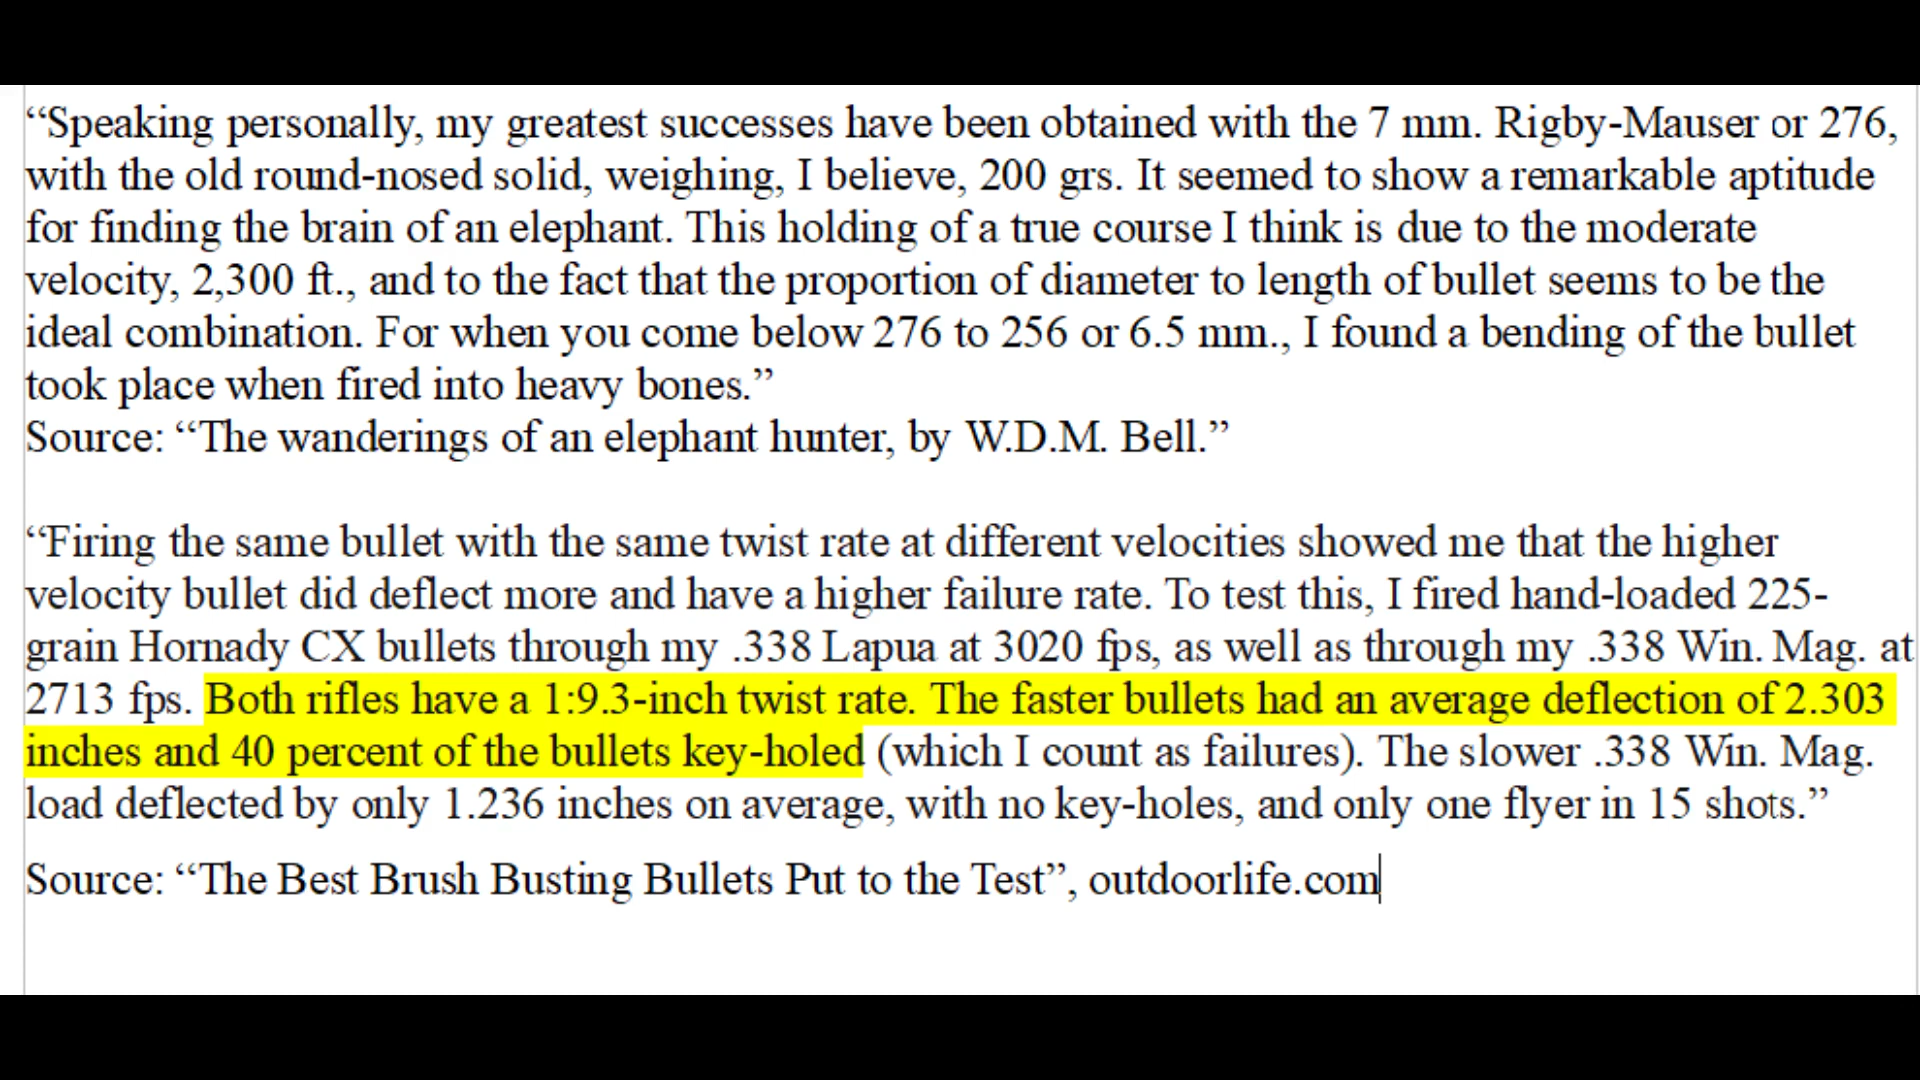 “Speaking personally, my greatest successes have been obtained with the 7 mm. Rigby-Mauser or 276,
with the old round-nosed solid, weighing, I believe, 200 grs. It seemed to show a remarkable aptitude
for finding the brain of an elephant. This holding of a true course I think is due to the moderate
velocity, 2,300 ft., and to the fact that the proportion of diameter to length of bullet seems to be the
ideal combination. For when you come below 276 to 256 or 6.5 mm., I found a bending of the bullet
took place when fired into heavy bones.”
Source: “The wanderings of an elephant hunter, by W.D.M. Bell.”
“Firing the same bullet with the same twist rate at different velocities showed me that the higher
velocity bullet did deflect more and have a higher failure rate. To test this, I fired hand-loaded 225-
grain Hornady CX bullets through my .338 Lapua at 3020 fps, as well as through my .338 Win. Mag. at
2713 fps. Both rifles have a 1:9.3-inch twist rate. The faster bullets had an average deflection of 2.303
inches and 40 percent of the bullets key-holed (which I count as failures). The slower .338 Win. Mag.
load deflected by only 1.236 inches on average, with no key-holes, and only one flyer in 15 shots.”
Source: “The Best Brush Busting Bullets Put to the Test”, outdoorlife.com